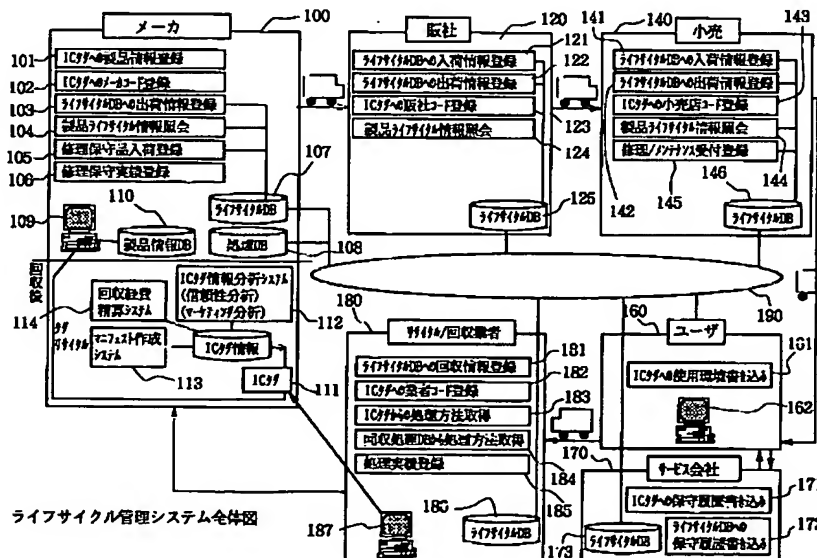 メーカ
100
101
ICタグへの製品情報登録
102
ICタグへのメーカコード登録
103
ライフサイクルDBへの出荷情報登録
104
製品ライフサイクル情報照会
105
修理保守品入荷登録
106
修理保守実績登録
107
ライフサイクルDB
108
処理DB
109
110
製品情報DB
114
回収経費
精算システム
ICタグ情報分析システム
(信頼性分析)
(マーケティング分析)
112
マニフェスト作成
システム
113
ICタグ情報
ICタグ
111
販社
120
ライフサイクルDBへの入荷情報登録
121
ライフサイクルDBへの出荷情報登録
122
ICタグへの販社コード登録
123
製品ライフサイクル情報照会
124
ライフサイクルDB
125
小売
140
141
143
ライフサイクルDBへの入荷情報登録
ライフサイクルDBへの出荷情報登録
ICタグへの小売店コード登録
製品ライフサイクル情報照会
修理/メンテナンス受付登録
142
145
144
146
ライフサイクルDB
190
180
リサイクル/回収業者
ライフサイクルDBへの回収情報登録
181
ICタグへの業者コード登録
182
ICタグからの処理方法取得
183
回収処理DBから処理方法取得
184
処理実績登録
185
186
ライフサイクルDB
187
160
ユーザ
ICタグへの使用環境書き込み
161
162
170
サービス会社
ICタグへの保守履歴書き込み
171
ライフサイクルDBへの
保守履歴書き込み
172
173
ライフサイクルDB
ライフサイクル管理システム全体図